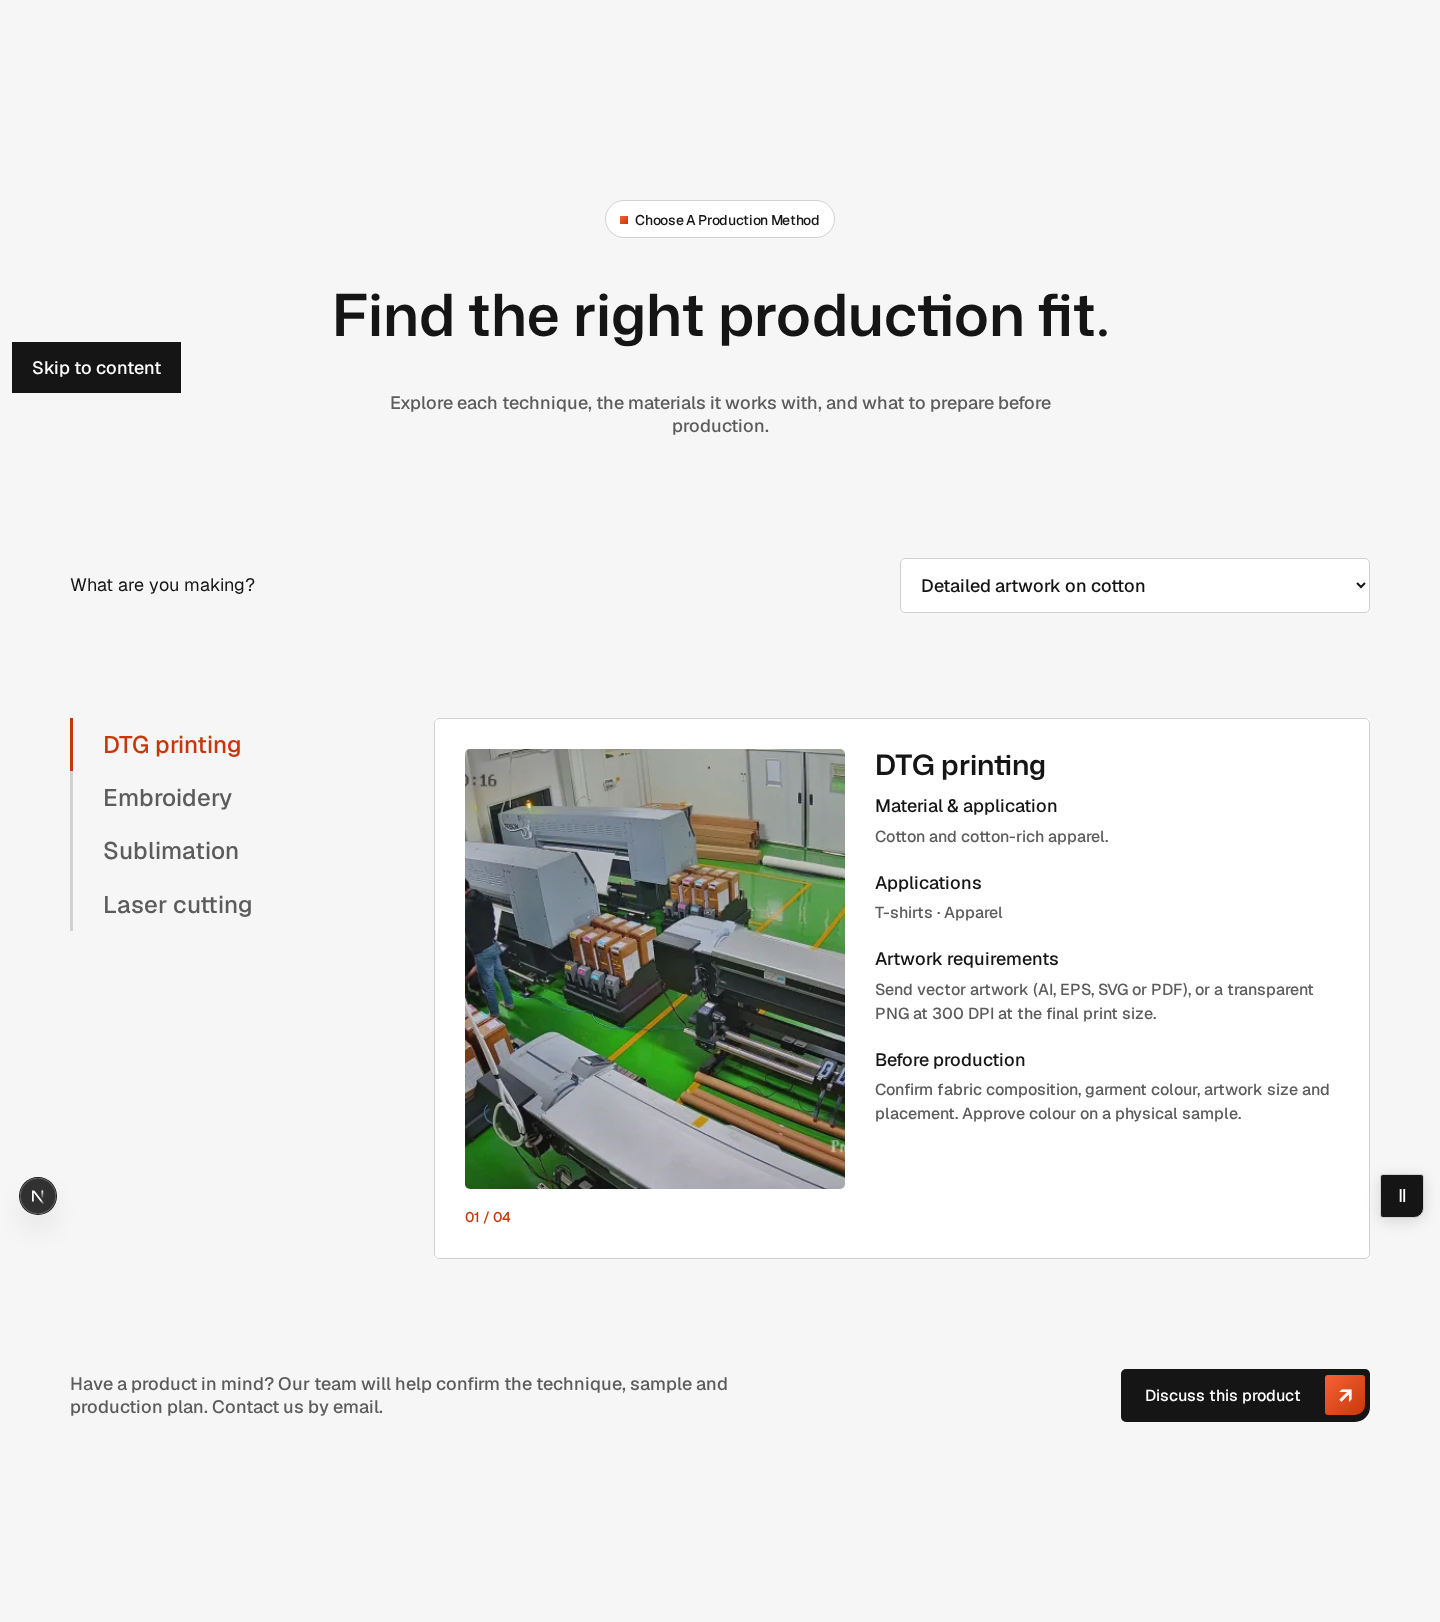 Choose A Production Method
Find the right production fit.
Skip to content
Explore each technique, the materials it works with, and what to prepare before
production.
What are you making?
Detailed artwork on cotton
DTG printing
Embroidery
Sublimation
Laser cutting
:16
01 / 04
DTG printing
Material & application
Cotton and cotton-rich apparel.
Applications
T-shirts · Apparel
Artwork requirements
Send vector artwork (AI, EPS, SVG or PDF), or a transparent
PNG at 300 DPI at the final print size.
Before production
Confirm fabric composition, garment colour, artwork size and
placement. Approve colour on a physical sample.
N
Have a product in mind? Our team will help confirm the technique, sample and
production plan. Contact us by email.
Discuss this product